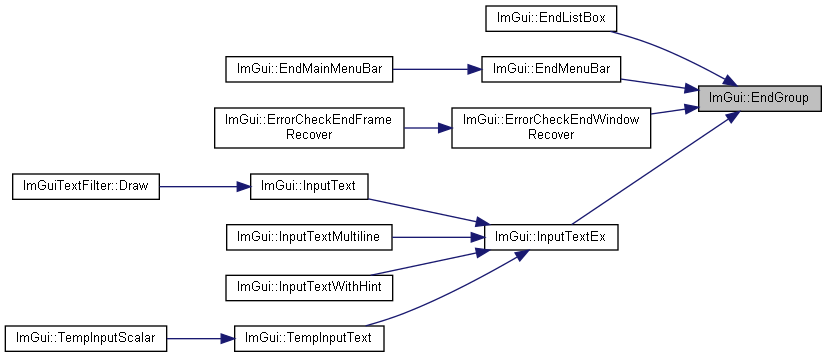 ImGui::EndListBox
ImGui::EndMainMenuBar
ImGui::EndMenuBar
ImGui::EndGroup
ImGui::ErrorCheckEndFrame
Recover
ImGui::ErrorCheckEndWindow
Recover
ImGuiTextFilter::Draw
ImGui::InputText
ImGui::InputTextMultiline
ImGui::InputTextEx
ImGui::InputTextWithHint
ImGui::TempInputScalar
ImGui::TempInputText